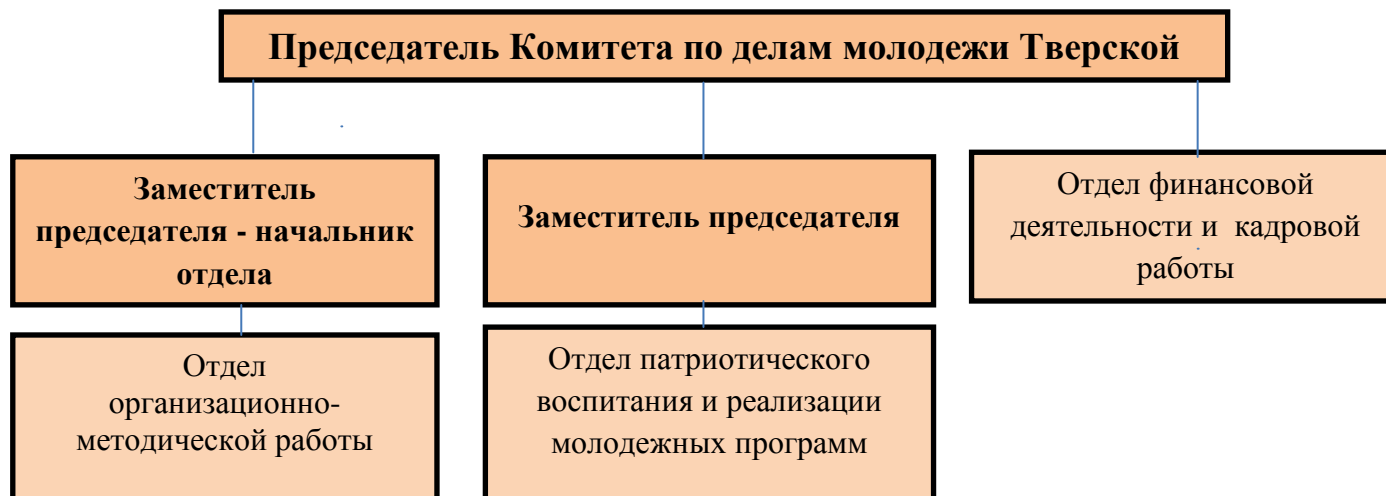 Председатель Комитета по делам молодежи Тверской
Заместитель
председателя - начальник
отдела
Заместитель председателя
Отдел финансовой
деятельности и кадровой
работы
Отдел
организационно-
методической работы
Отдел патриотического
воспитания и реализации
молодежных программ